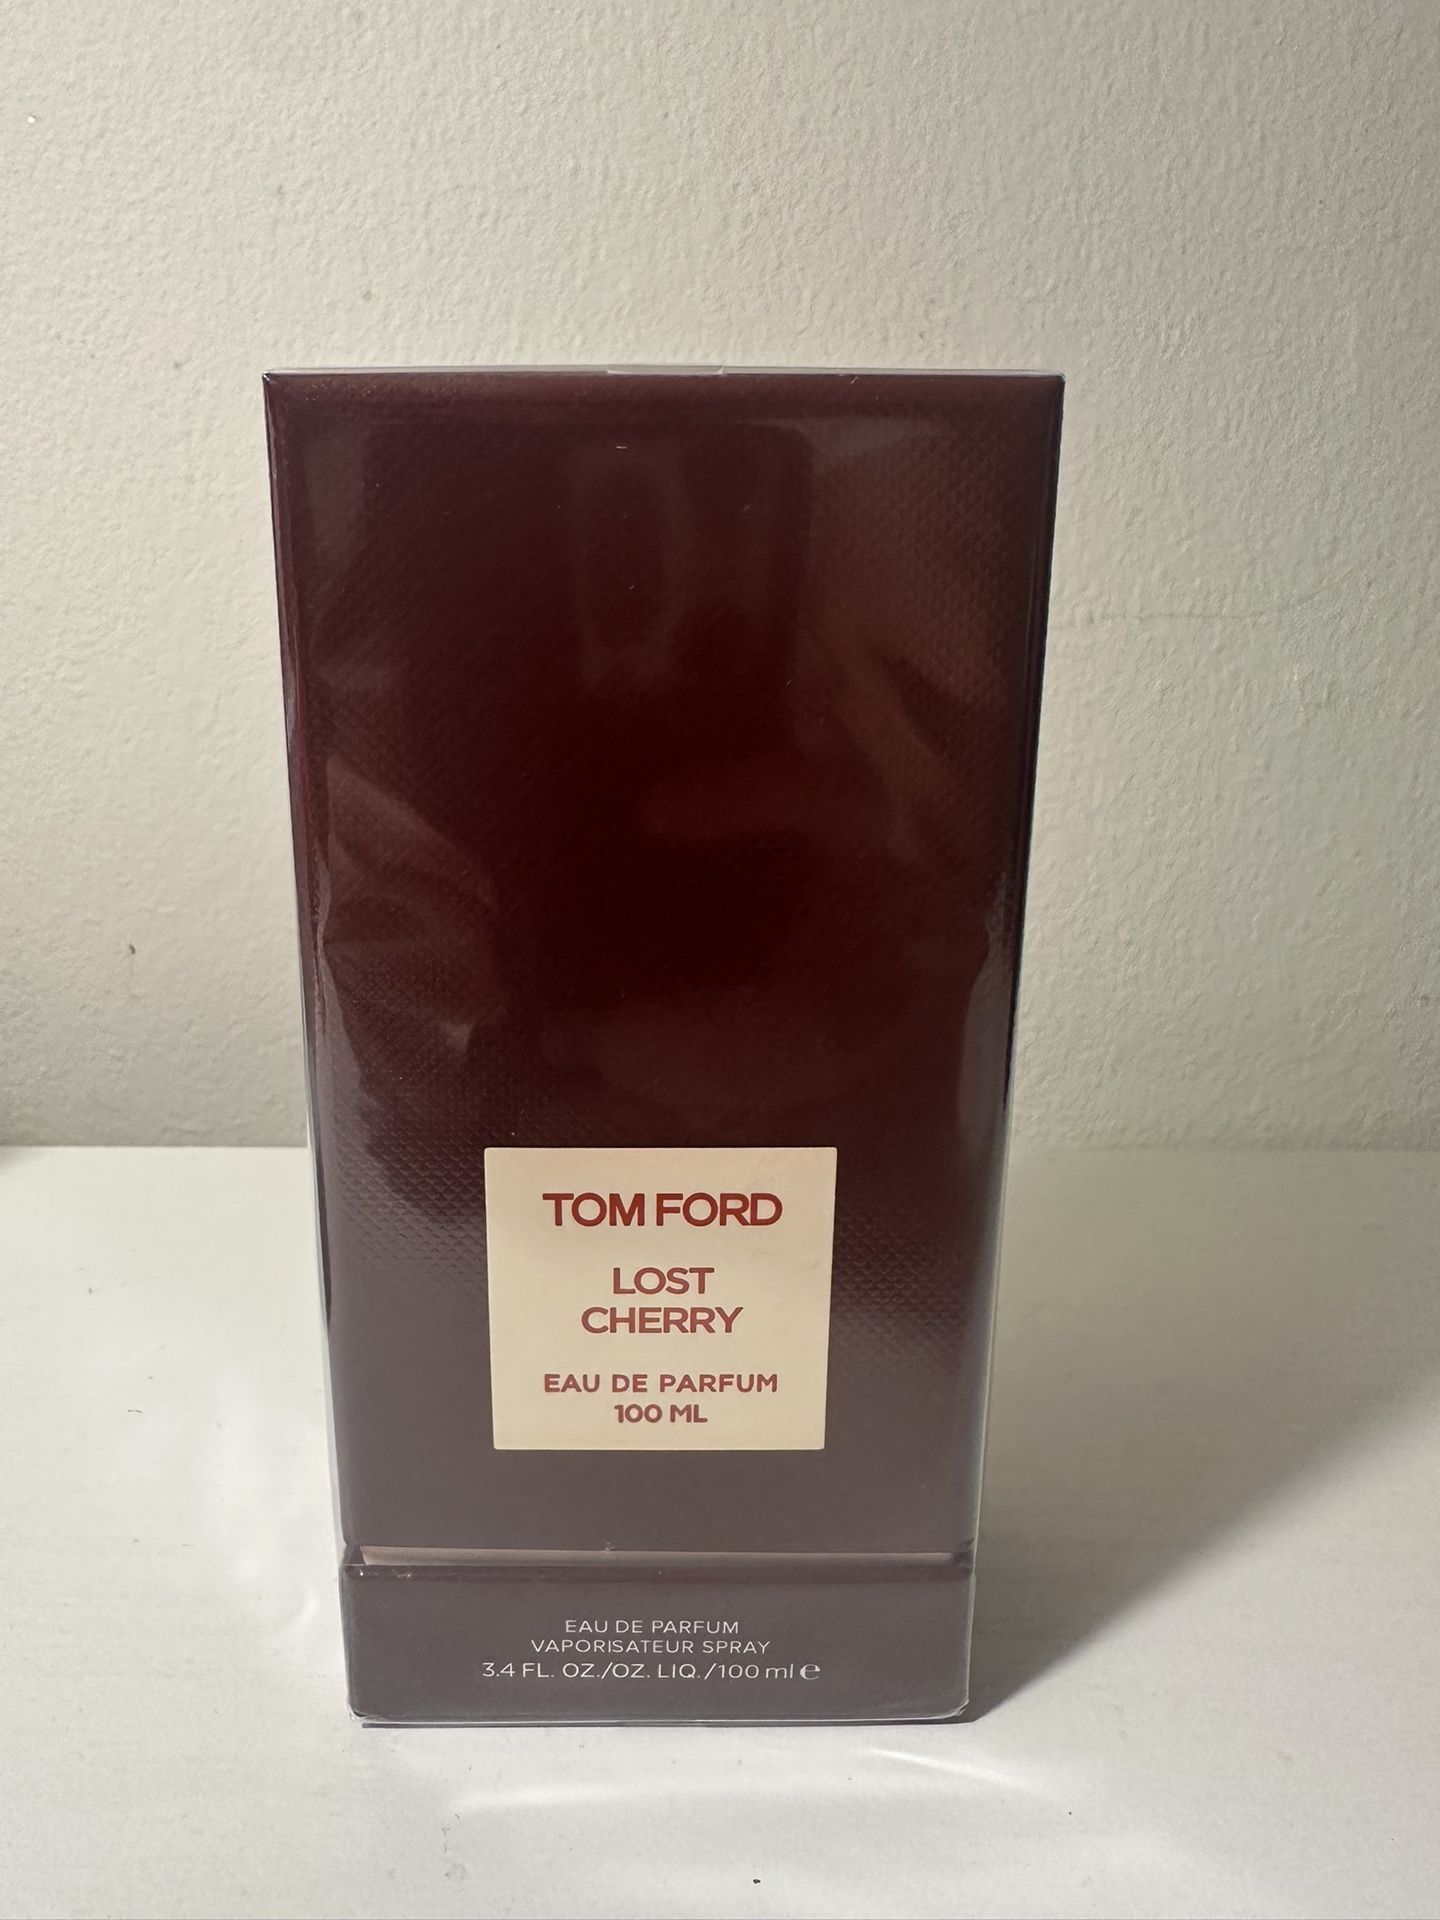 TOM FORD
LOST
CHERRY
EAU DE PARFUM
100 ML
EAU DE PARFUM
VAPORISATEUR SPRAY
3.4 FL. OZ./OZ. LIQ./100 ml ℮